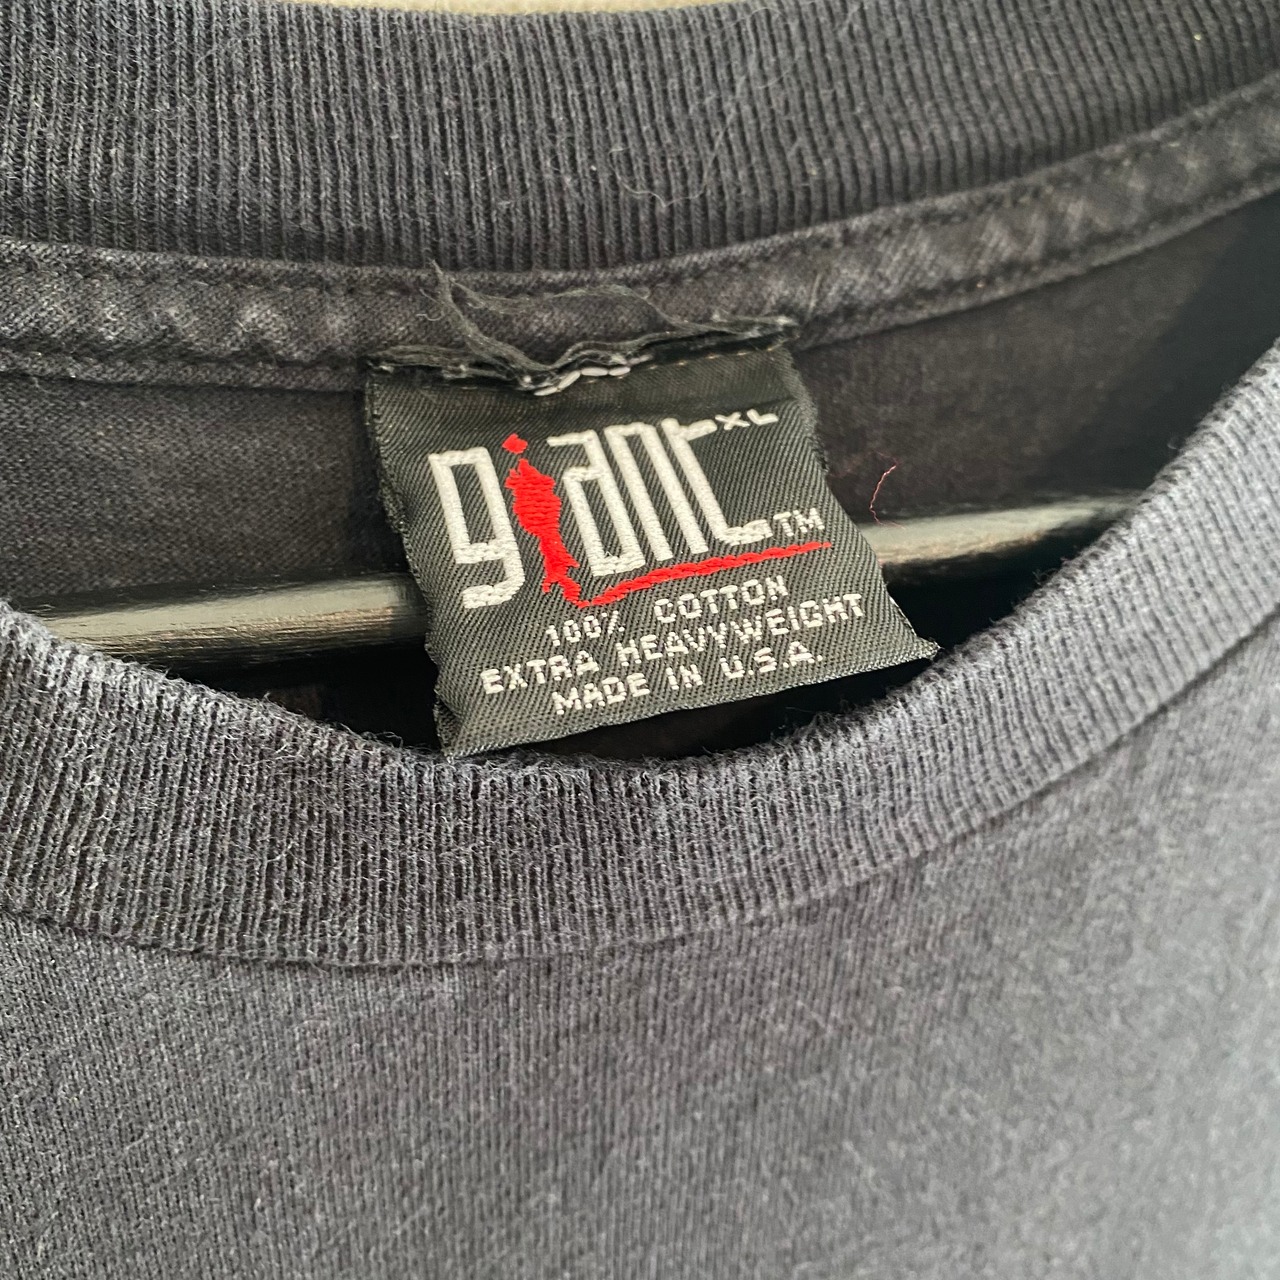 giant XL
TM
100% COTTON
EXTRA HEAVYWEIGHT
MADE IN U.S.A.